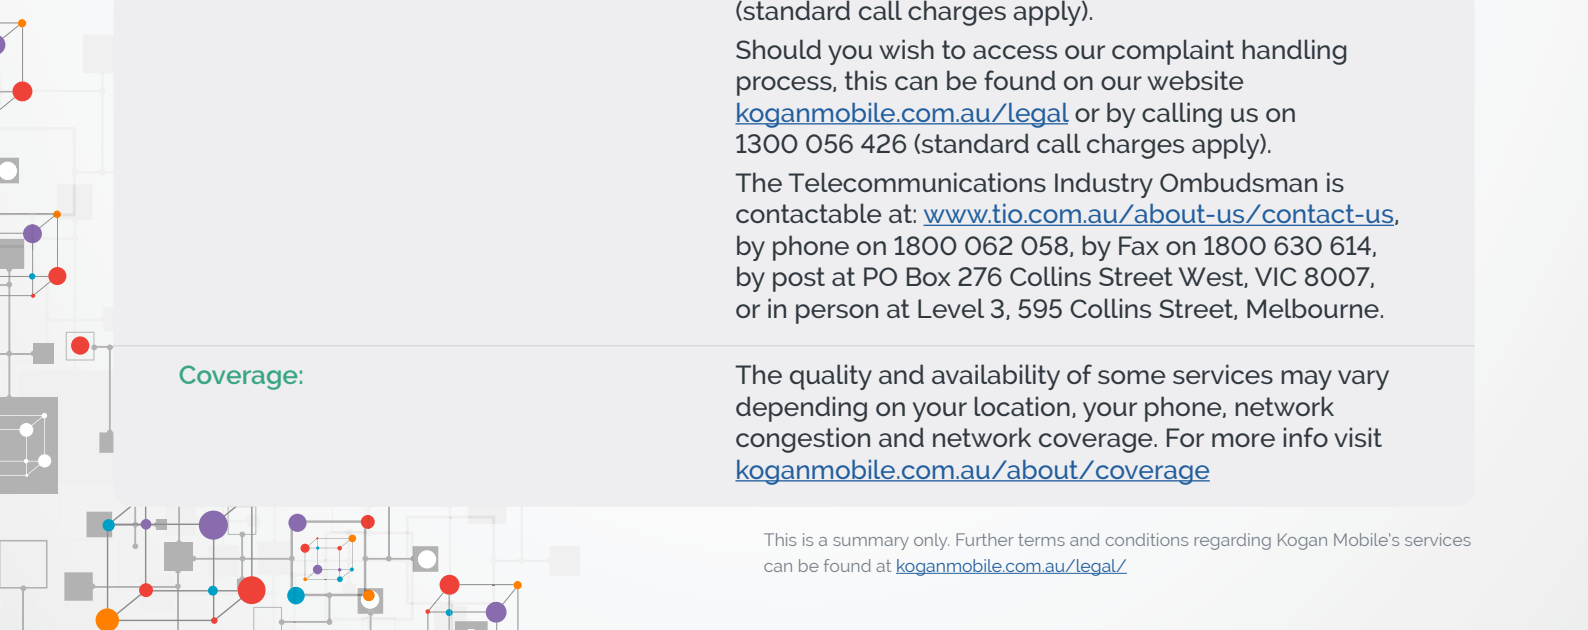 (standard call charges apply).
Should you wish to access our complaint handling
process, this can be found on our website
koganmobile.com.au/legal or by calling us on
1300 056 426 (standard call charges apply).
The Telecommunications Industry Ombudsman is
contactable at: www.tio.com.au/about-us/contact-us,
by phone on 1800 062 058, by Fax on 1800 630 614,
by post at PO Box 276 Collins Street West, VIC 8007,
or in person at Level 3, 595 Collins Street, Melbourne.
Coverage:
The quality and availability of some services may vary
depending on your location, your phone, network
congestion and network coverage. For more info visit
koganmobile.com.au/about/coverage
This is a summary only. Further terms and conditions regarding Kogan Mobile's services
can be found at koganmobile.com.au/legal/